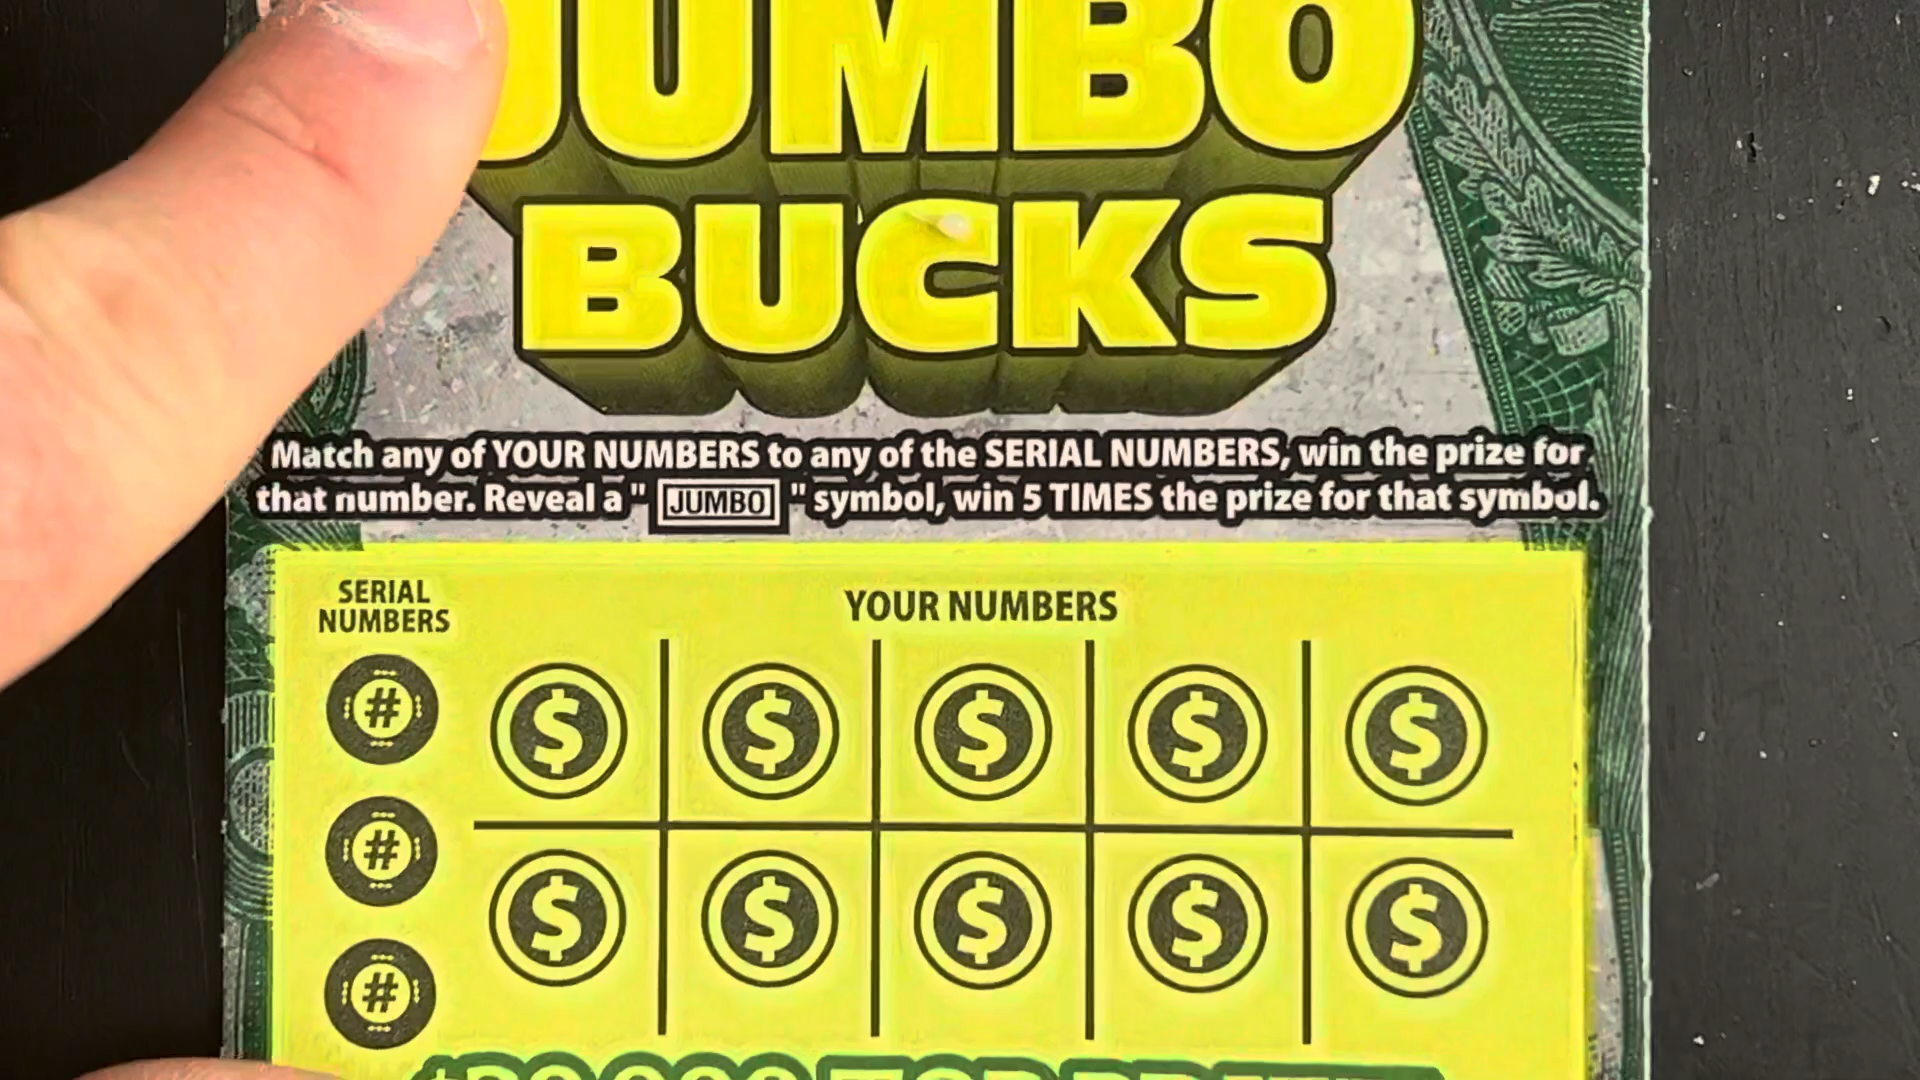 JUMBO
BUCKS
Match any of YOUR NUMBERS to any of the SERIAL NUMBERS, win the prize for
that number. Reveal a " JUMBO " symbol, win 5 TIMES the prize for that symbol.
SERIAL
NUMBERS
YOUR NUMBERS
# $ $ $ $ $
# $ $ $ $ $
#